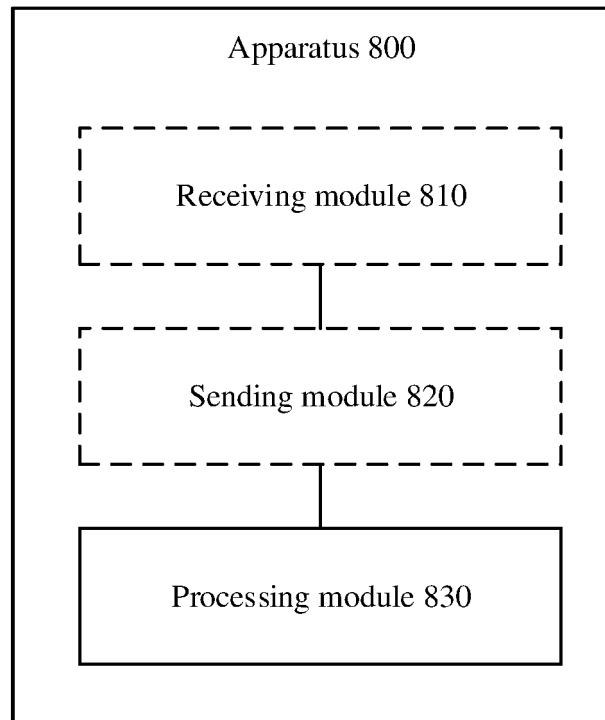 Apparatus 800
Receiving module 810
Sending module 820
Processing module 830